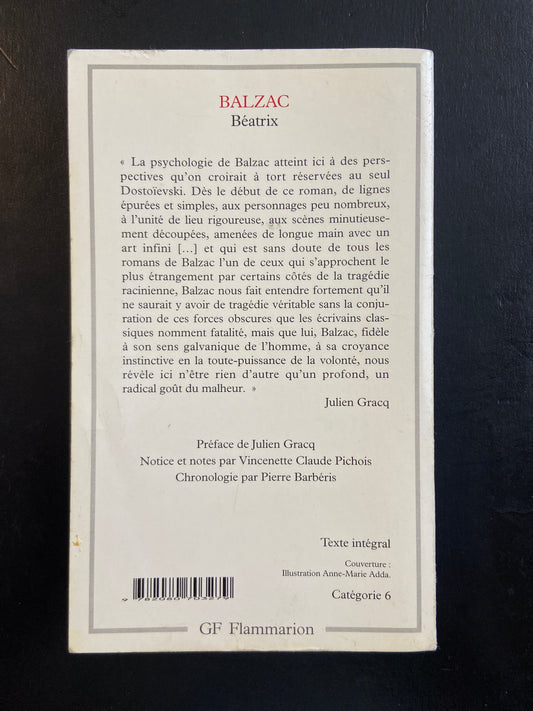 BALZAC
Béatrix
« La psychologie de Balzac atteint ici à des pers-
pectives qu'on croirait à tort réservées au seul
Dostoïevski. Dès le début de ce roman, de lignes
épurées et simples, aux personnages peu nombreux,
à l'unité de lieu rigoureuse, aux scènes minutieuse-
ment découpées, amenées de longue main avec un
art infini [...] et qui est sans doute de tous les
romans de Balzac l'un de ceux qui s'approchent le
plus étrangement par certains côtés de la tragédie
racinienne, Balzac nous fait entendre fortement qu'il
ne saurait y avoir de tragédie véritable sans la conju-
ration de ces forces obscures que les écrivains clas-
siques nomment fatalité, mais que lui, Balzac, fidèle
à son sens galvanique de l'homme, à sa croyance
instinctive en la toute-puissance de la volonté, nous
révèle ici n'être rien d'autre qu'un profond, un
radical goût du malheur. »
Julien Gracq
Préface de Julien Gracq
Notice et notes par Vincenette Claude Pichois
Chronologie par Pierre Barbéris
Texte intégral
Couverture :
Illustration Anne-Marie Adda.
Catégorie 6
9 782080 703279
GF Flammarion